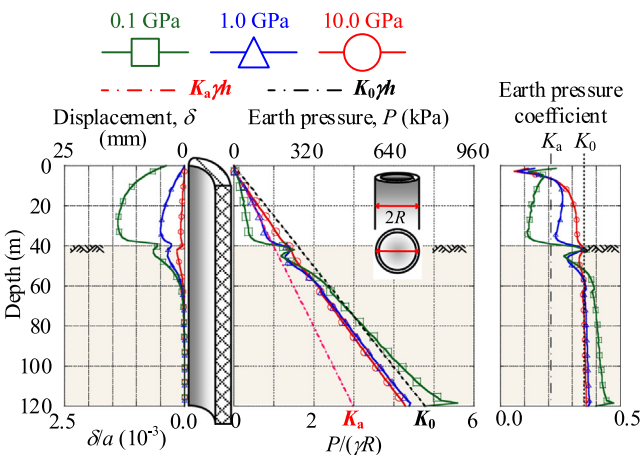 0.1 GPa 1.0 GPa 10.0 GPa
Kₐγh K₀γh
Displacement, δ (mm)
Earth pressure, P (kPa)
Earth pressure coefficient
Kₐ K₀
25 0 0 320 640 960
0
20
40
60
80
100
120
Depth (m)
2R
Kₐ K₀
2.5 0.0 0 2 4 6 0.0 0.5
δ/a (10⁻³) P/(γR)